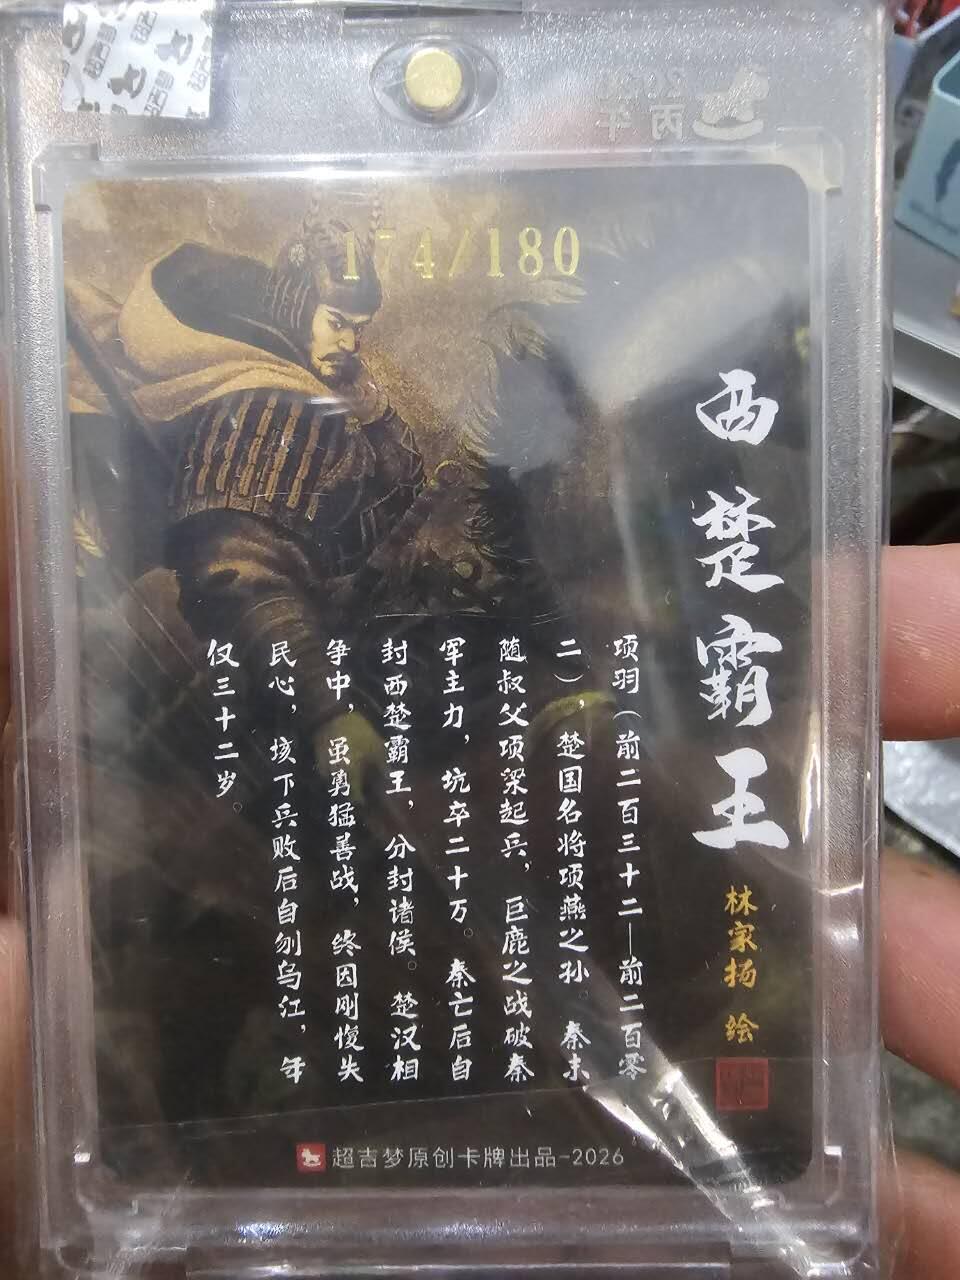 174/180
西楚霸王
林家扬 绘
项羽（前二百三十二—前二百零
二），楚国名将项燕之孙。秦末，
随叔父项梁起兵，巨鹿之战破秦
军主力，坑卒二十万。秦亡后自
封西楚霸王，分封诸侯。楚汉相
争中，虽勇猛善战，终因刚愎失
民心，垓下兵败后自刎乌江，年
仅三十二岁。
超吉梦原创卡牌出品-2026
丙午